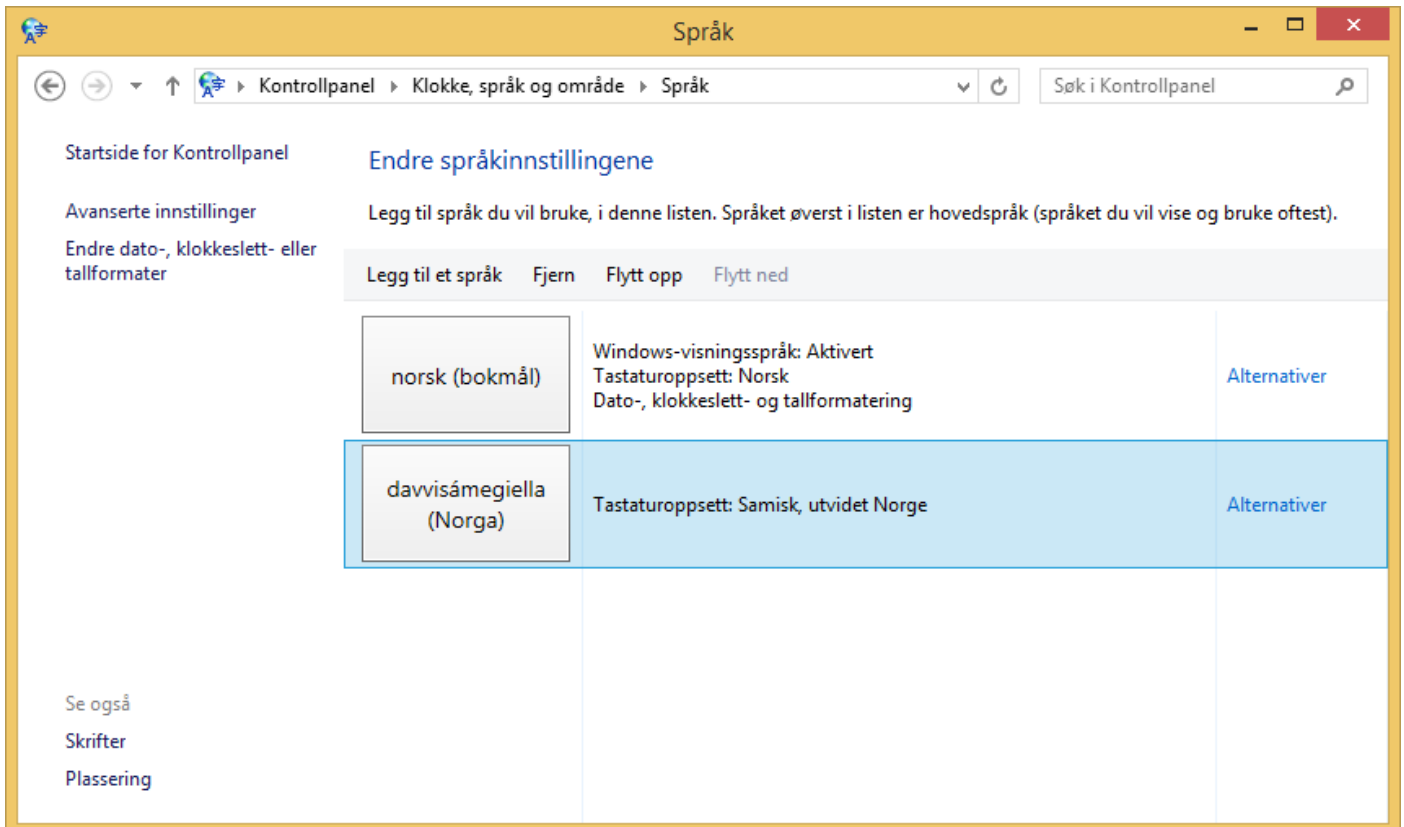 Språk
Kontrollpanel Klokke, språk og område Språk
Søk i Kontrollpanel
Startside for Kontrollpanel
Avanserte innstillinger
Endre dato-, klokkeslett- eller
tallformater
Endre språkinnstillingene
Legg til språk du vil bruke, i denne listen. Språket øverst i listen er hovedspråk (språket du vil vise og bruke oftest).
Legg til et språk Fjern Flytt opp Flytt ned
norsk (bokmål)
Windows-visningsspråk: Aktivert
Tastaturoppsett: Norsk
Dato-, klokkeslett- og tallformatering
Alternativer
davvisámegiella
(Norga)
Tastaturoppsett: Samisk, utvidet Norge
Alternativer
Se også
Skrifter
Plassering